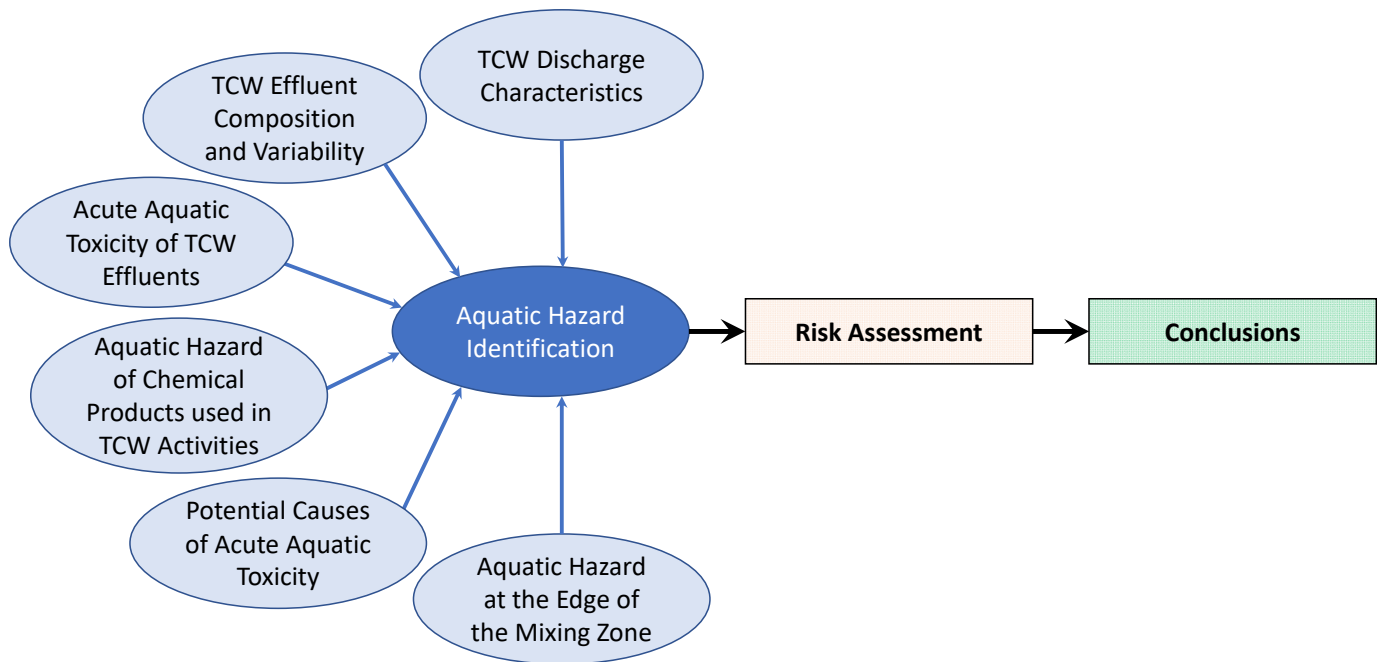 TCW Discharge
Characteristics
TCW Effluent
Composition
and Variability
Acute Aquatic
Toxicity of TCW
Effluents
Aquatic Hazard
of Chemical
Products used in
TCW Activities
Potential Causes
of Acute Aquatic
Toxicity
Aquatic Hazard
at the Edge of
the Mixing Zone
Aquatic Hazard
Identification
Risk Assessment
Conclusions